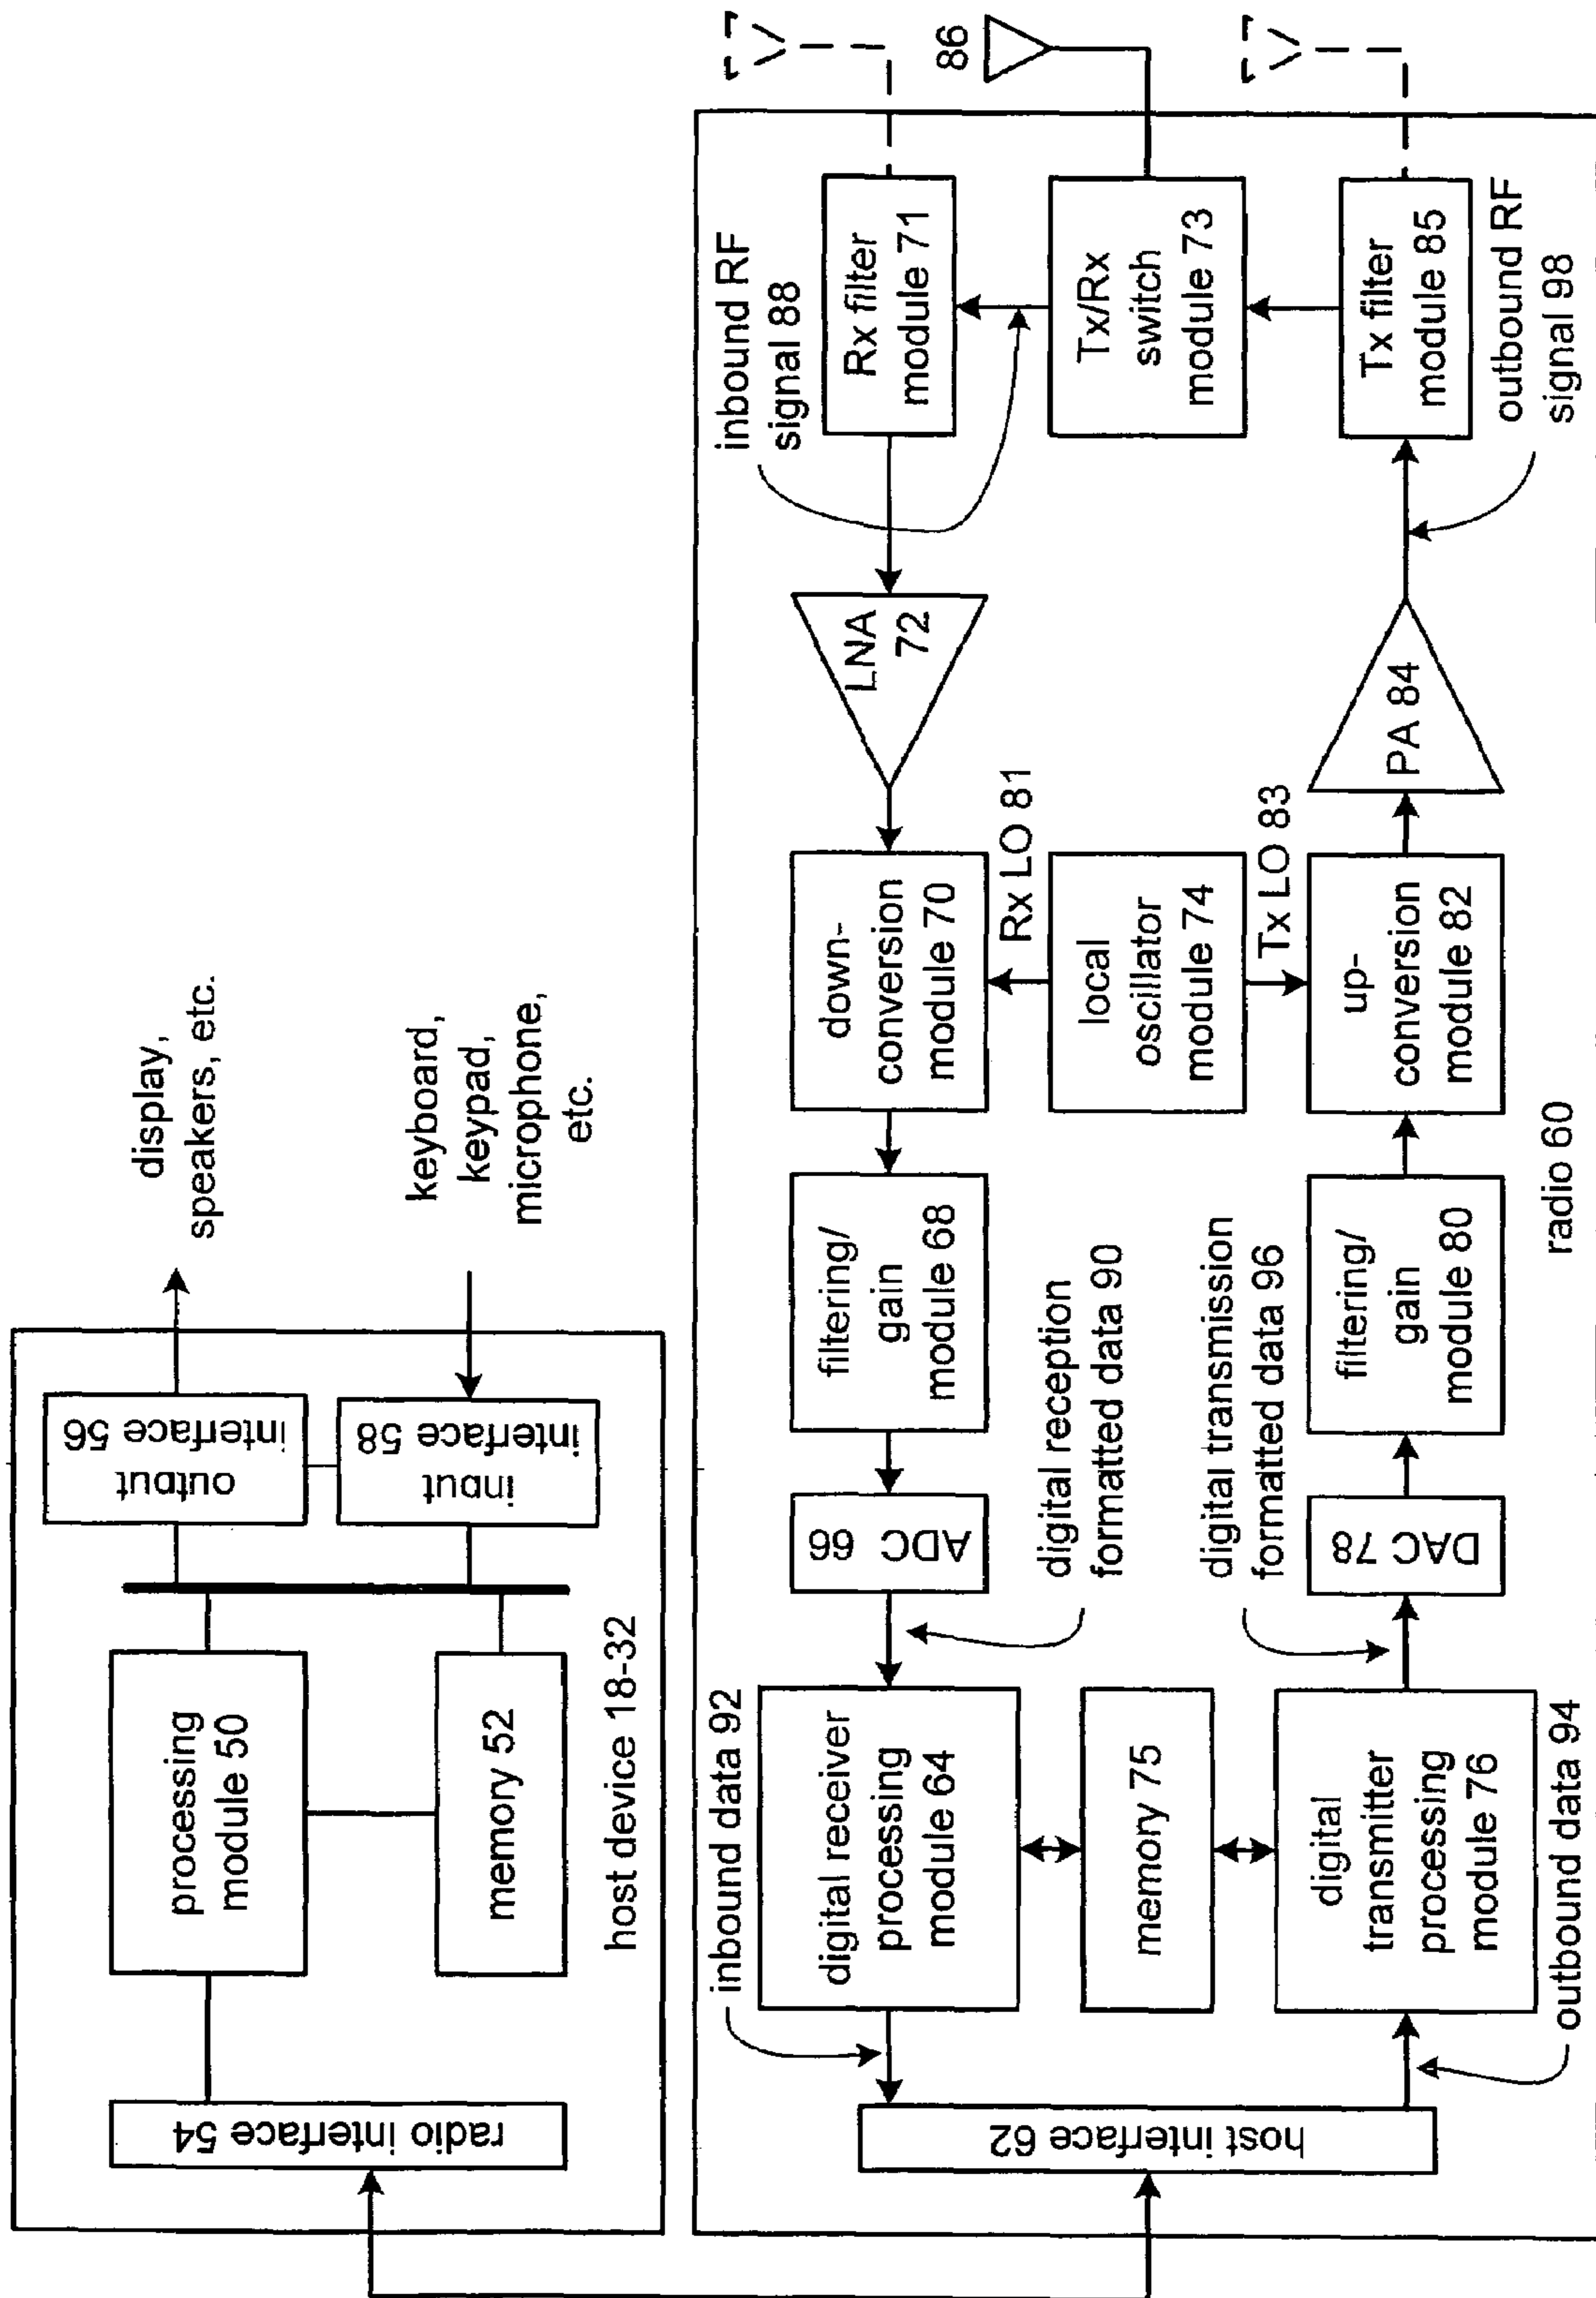 display,
speakers, etc.
keyboard,
keypad,
microphone,
etc.
output
interface 56
input
interface 58
processing
module 50
memory 52
radio interface 54
host device 18-32
86
inbound RF
signal 88
Rx filter
module 71
Tx/Rx
switch
module 73
Tx filter
module 85
outbound RF
signal 98
LNA
72
PA 84
down-
conversion
module 70
Rx LO 81
local
oscillator
module 74
Tx LO 83
up-
conversion
module 82
filtering/
gain
module 68
filtering/
gain
module 80
radio 60
ADC 66
digital reception
formatted data 90
digital transmission
formatted data 96
DAC 78
inbound data 92
digital receiver
processing
module 64
memory 75
digital
transmitter
processing
module 76
outbound data 94
host interface 62